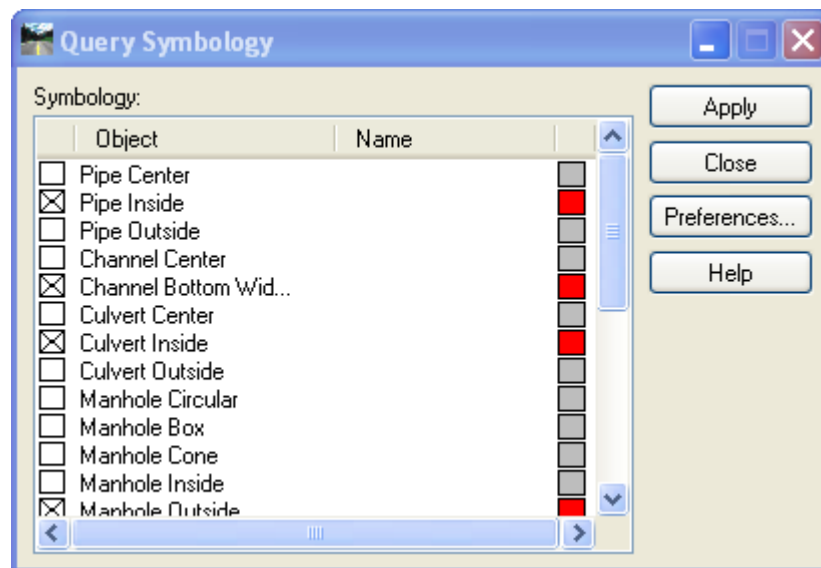 Query Symbology
Symbology:
Object Name
Pipe Center
Pipe Inside
Pipe Outside
Channel Center
Channel Bottom Wid...
Culvert Center
Culvert Inside
Culvert Outside
Manhole Circular
Manhole Box
Manhole Cone
Manhole Inside
Manhole Outside
Apply
Close
Preferences...
Help